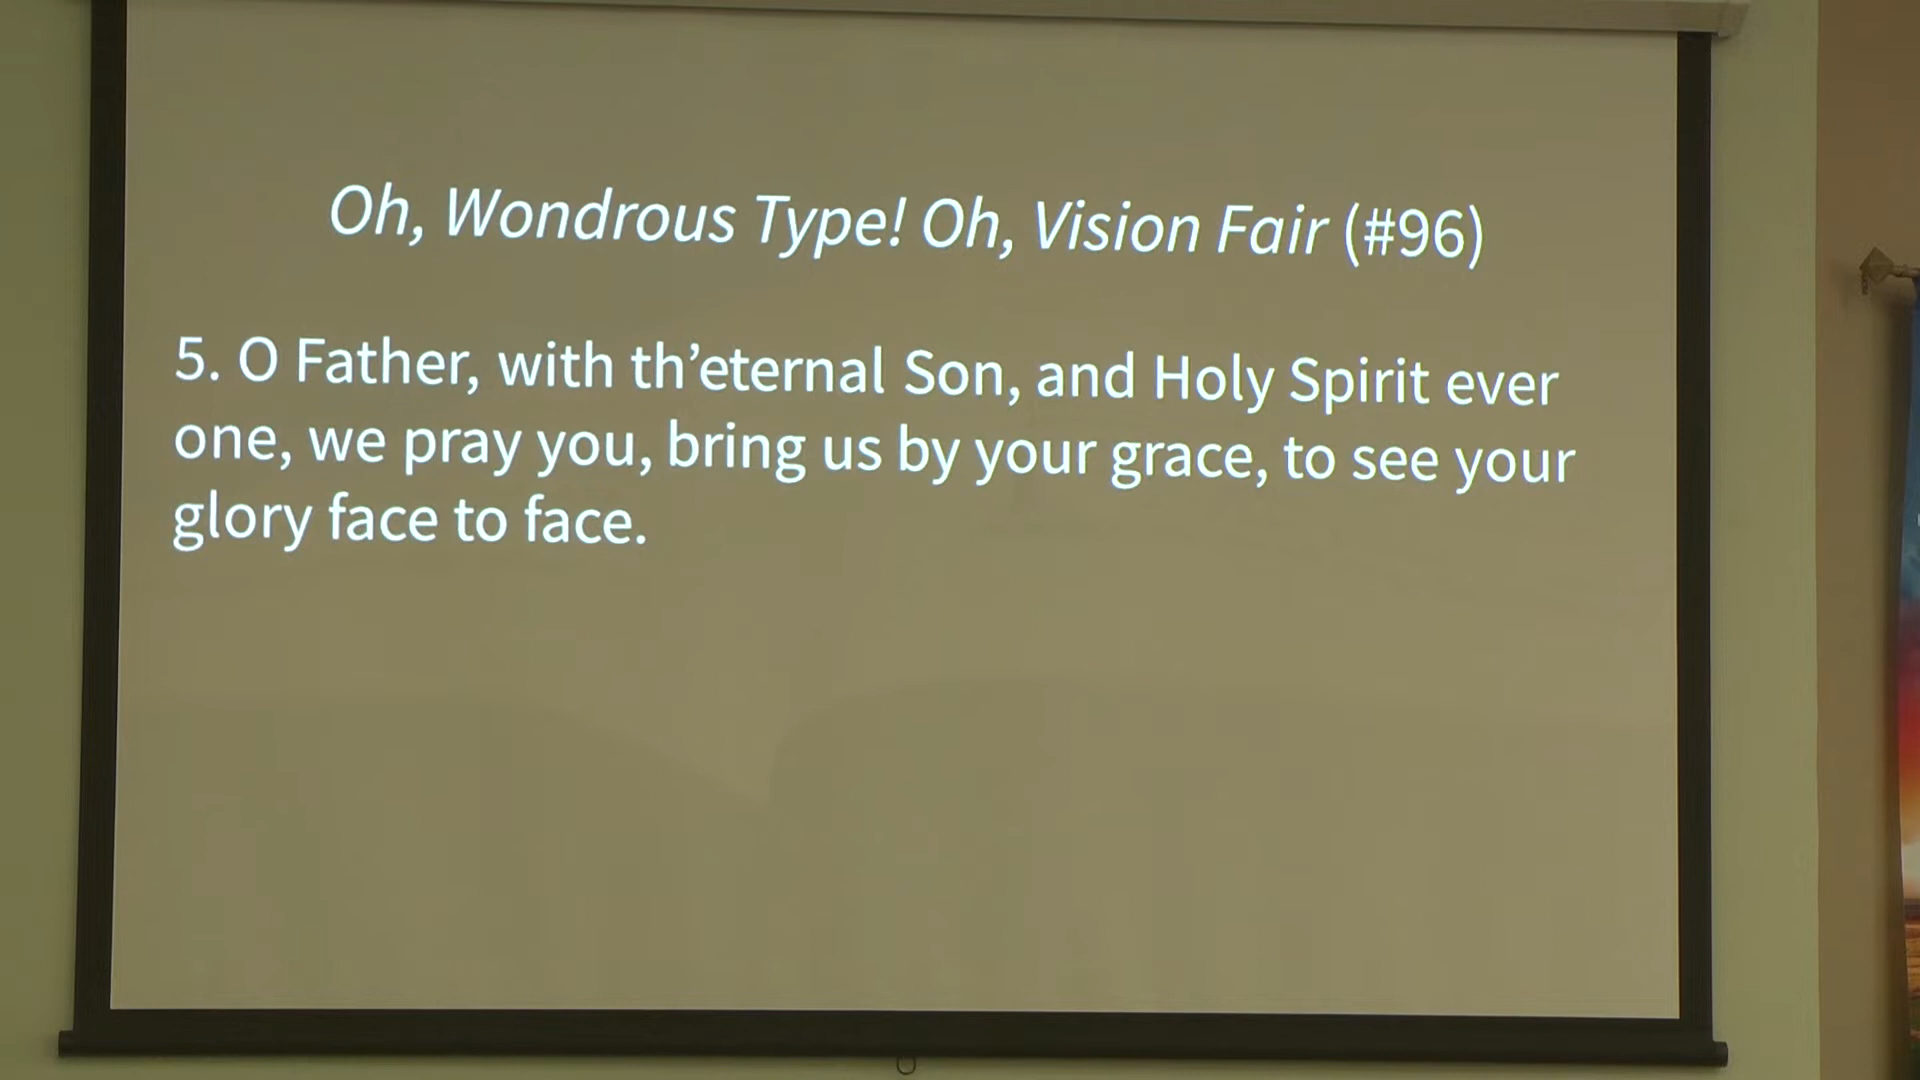 Oh, Wondrous Type! Oh, Vision Fair (#96)
5. O Father, with th’eternal Son, and Holy Spirit ever
one, we pray you, bring us by your grace, to see your
glory face to face.